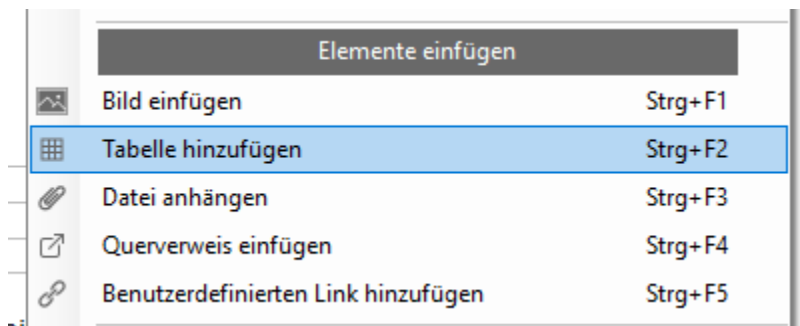 Elemente einfügen
Bild einfügen Strg+F1
Tabelle hinzufügen Strg+F2
Datei anhängen Strg+F3
Querverweis einfügen Strg+F4
Benutzerdefinierten Link hinzufügen Strg+F5